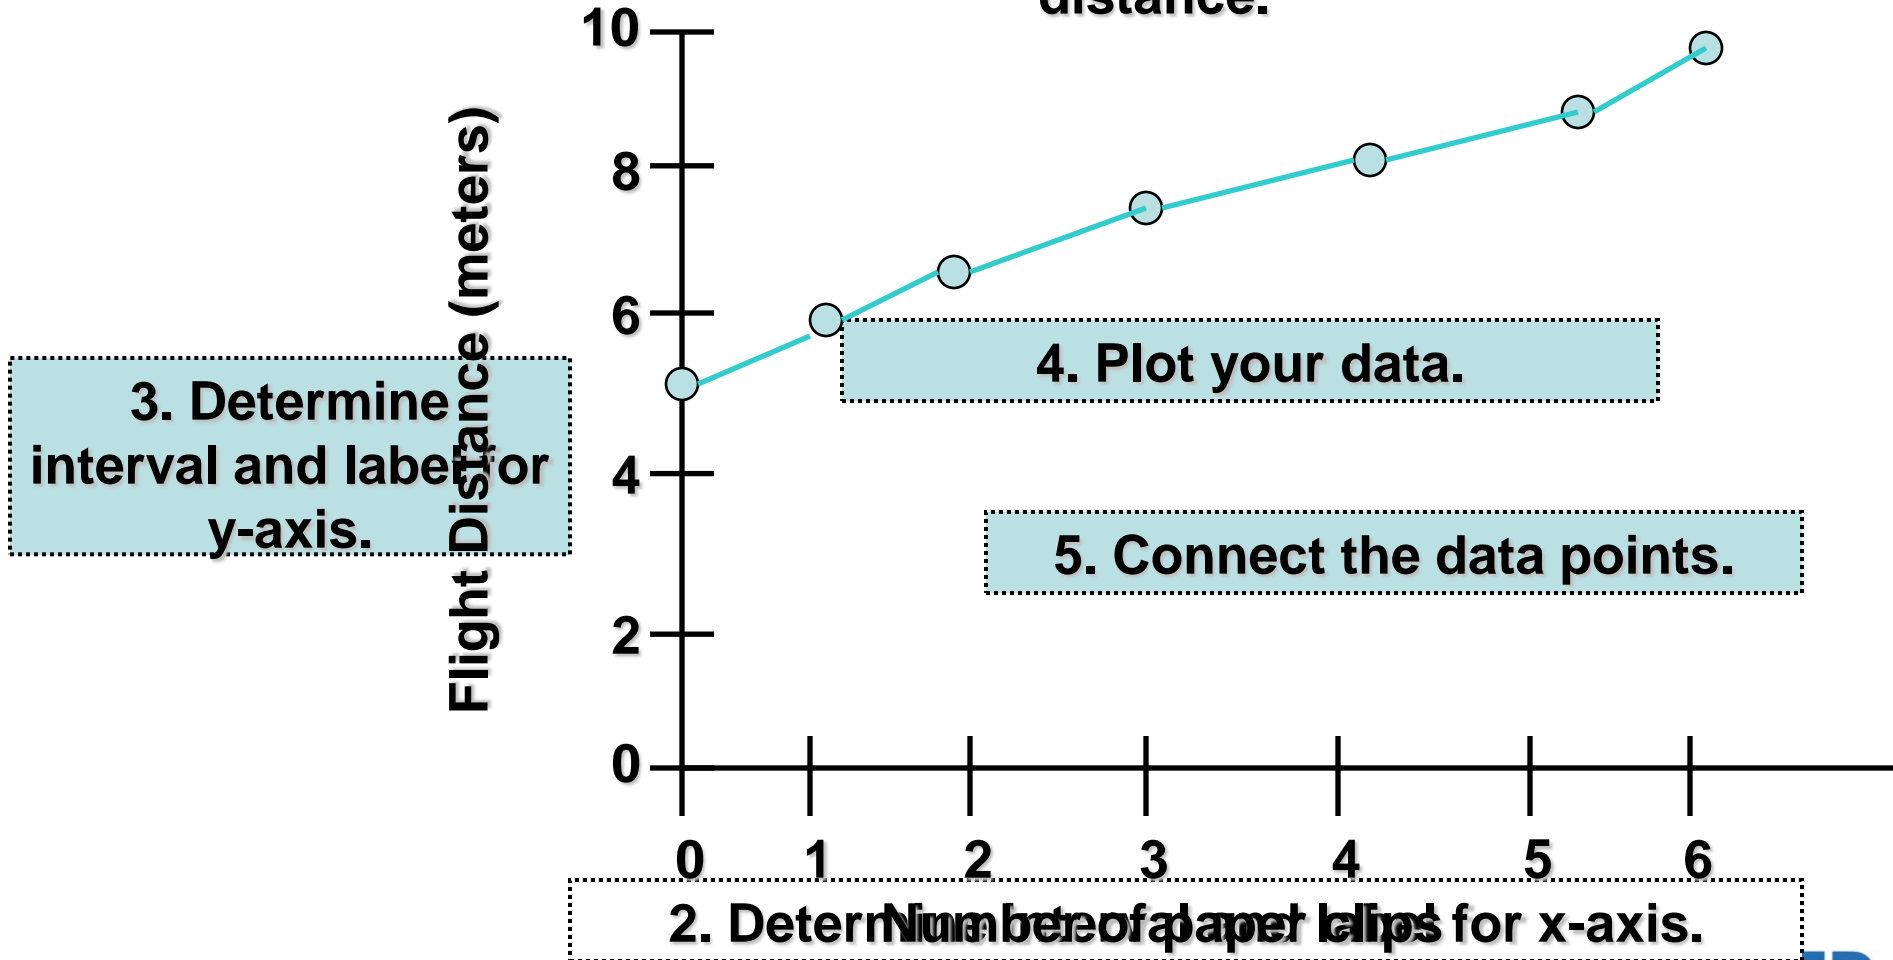 distance.
10
8
6
4
2
0
Flight Distance (meters)
3. Determine
interval and label for
y-axis.
4. Plot your data.
5. Connect the data points.
0 1 2 3 4 5 6
2. Determine interval and label for x-axis.
Number of paper clips